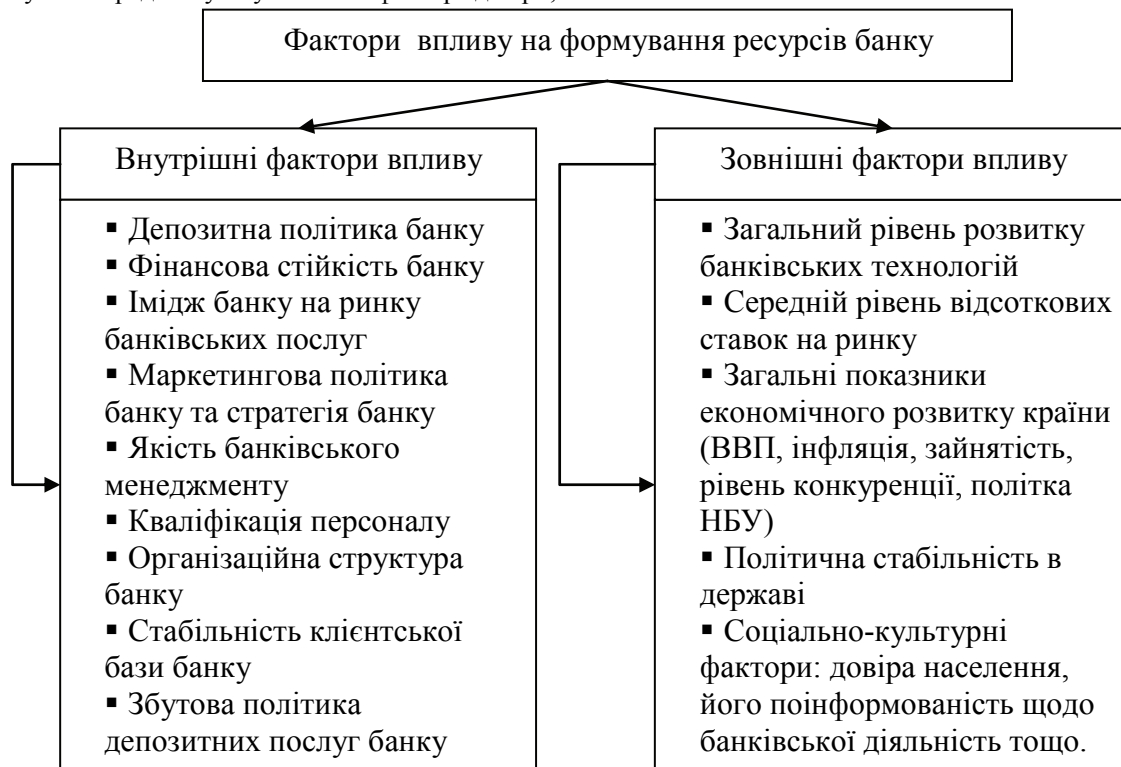 Фактори впливу на формування ресурсів банку
Внутрішні фактори впливу
▪ Депозитна політика банку
▪ Фінансова стійкість банку
▪ Імідж банку на ринку
банківських послуг
▪ Маркетингова політика
банку та стратегія банку
▪ Якість банківського
менеджменту
▪ Кваліфікація персоналу
▪ Організаційна структура
банку
▪ Стабільність клієнтської
бази банку
▪ Збутова політика
депозитних послуг банку
Зовнішні фактори впливу
▪ Загальний рівень розвитку
банківських технологій
▪ Середній рівень відсоткових
ставок на ринку
▪ Загальні показники
економічного розвитку країни
(ВВП, інфляція, зайнятість,
рівень конкуренції, політка
НБУ)
▪ Політична стабільність в
державі
▪ Соціально-культурні
фактори: довіра населення,
його поінформованість щодо
банківської діяльність тощо.